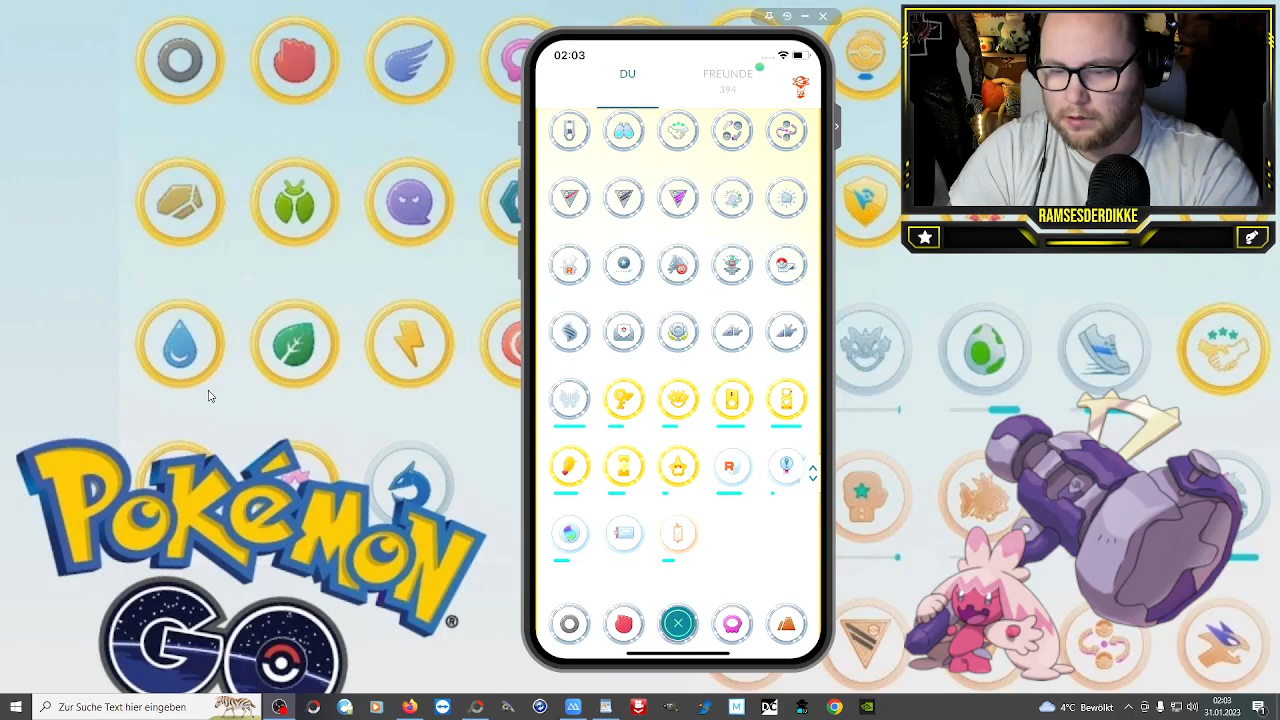 02:03
DU
FREUNDE
394
RAMSESDERDIKKE
R
R
POKéMON
®
GO
Zur Suche Text hier eingeben
M
DC
4°C Bewölkt
02:03
31.01.2023